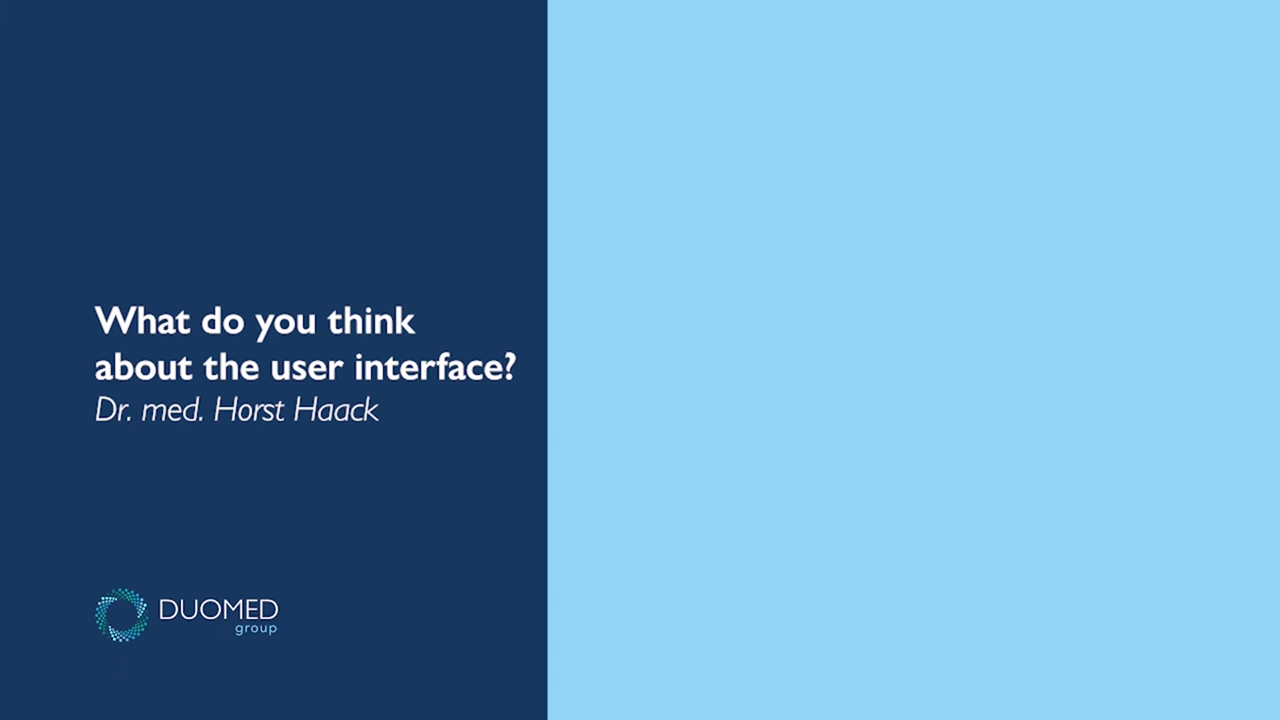 What do you think
about the user interface?
Dr. med. Horst Haack
DUOMED
group